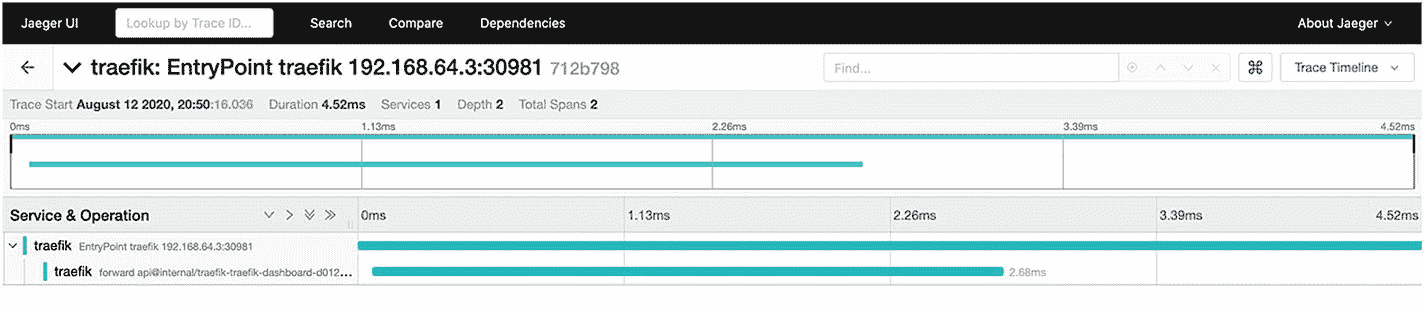 Jaeger UI Lookup by Trace ID... Search Compare Dependencies About Jaeger
traefik: EntryPoint traefik 192.168.64.3:30981 712b798 Find... Trace Timeline
Trace Start August 12 2020, 20:50:16.036 Duration 4.52ms Services 1 Depth 2 Total Spans 2
0ms 1.13ms 2.26ms 3.39ms 4.52ms
Service & Operation 0ms 1.13ms 2.26ms 3.39ms 4.52ms
traefik EntryPoint traefik 192.168.64.3:30981
traefik forward api@internal/traefik-traefik-dashboard-d012... 2.68ms